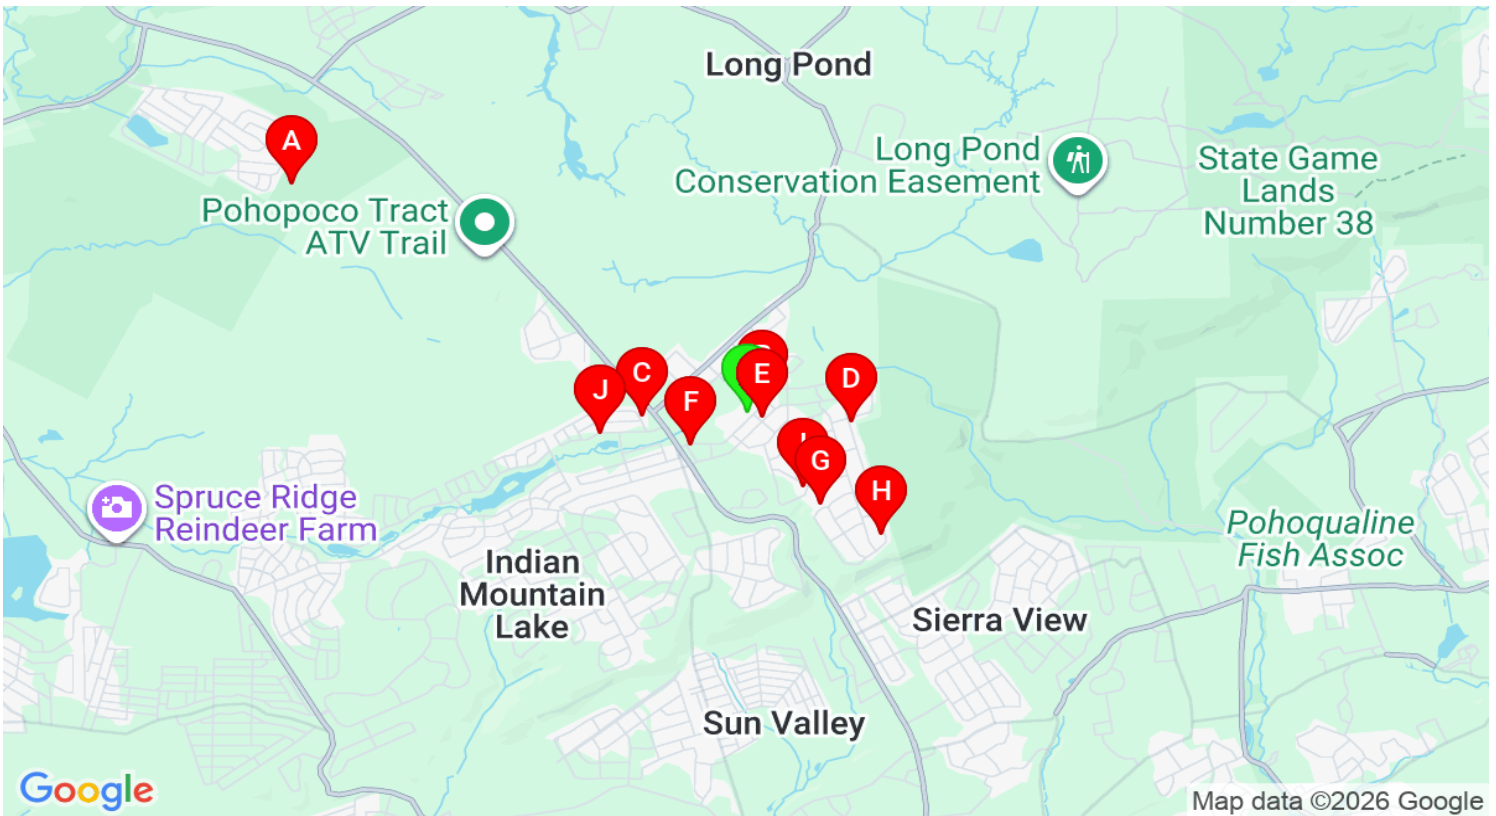 Long Pond
A
Long Pond
Conservation Easement
State Game
Lands
Number 38
Pohopoco Tract
ATV Trail
J
C
F
E
D
G
H
Spruce Ridge
Reindeer Farm
Indian
Mountain
Lake
Pohoqualine
Fish Assoc
Sierra View
Sun Valley
Google
Map data ©2026 Google